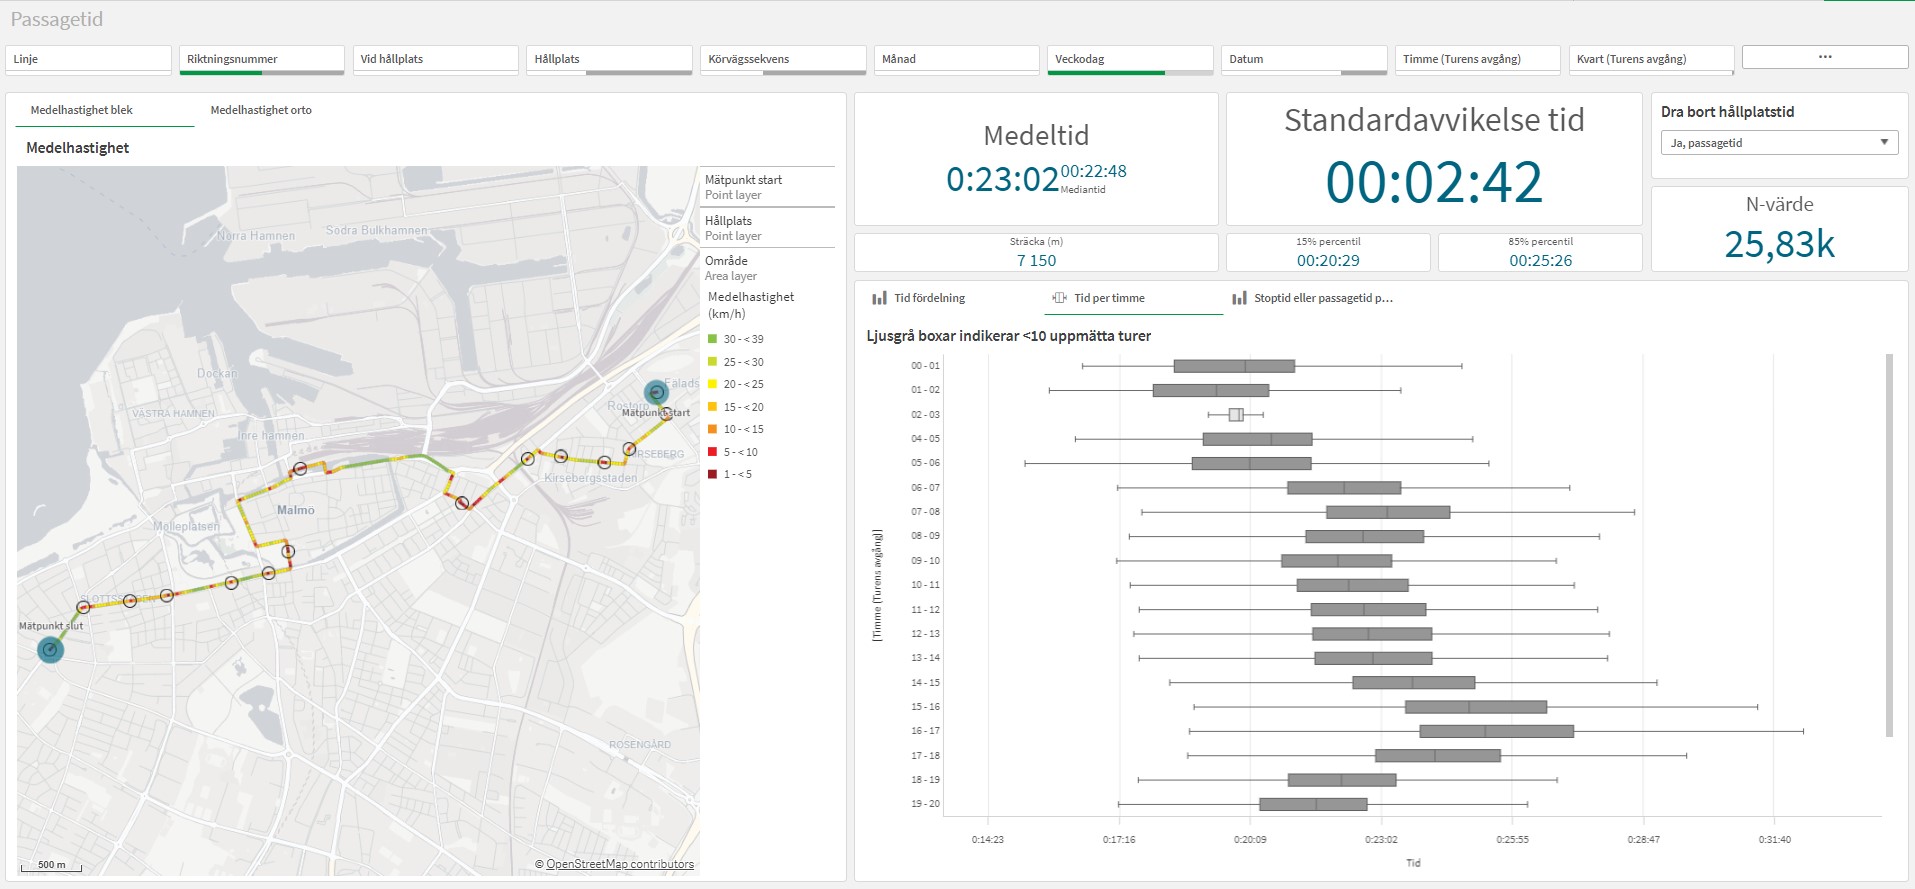 Passagetid
Linje
Riktningsnummer
Vid hållplats
Hållplats
Körvägssekvens
Månad
Veckodag
Datum
Timme (Turens avgång)
Kvart (Turens avgång)
...
Medelhastighet blek
Medelhastighet orto
Medelhastighet
Norra Hamnen
Södra Bulkhamnen
Dockan
VÄSTRA HAMNEN
Inre hamnen
Rostorp
Mätpunkt start
Kirsebergsstaden
Malmö
Mölleplatsen
Mätpunkt slut
ROSENGÅRD
500 m
© OpenStreetMap contributors
Mätpunkt start
Point layer
Hållplats
Point layer
Område
Area layer
Medelhastighet
(km/h)
30 - < 39
25 - < 30
20 - < 25
15 - < 20
10 - < 15
5 - < 10
1 - < 5
Medeltid
0:23:02 00:22:48
Mediantid
Sträcka (m)
7 150
Standardavvikelse tid
00:02:42
15% percentil
00:20:29
85% percentil
00:25:26
Dra bort hållplatstid
Ja, passagetid
N-värde
25,83k
Tid fördelning
Tid per timme
Stoptid eller passagetid p...
Ljusgrå boxar indikerar <10 uppmätta turer
[Timme (Turens avgång)]
00 - 01
01 - 02
02 - 03
04 - 05
05 - 06
06 - 07
07 - 08
08 - 09
09 - 10
10 - 11
11 - 12
12 - 13
13 - 14
14 - 15
15 - 16
16 - 17
17 - 18
18 - 19
19 - 20
0:14:23
0:17:16
0:20:09
0:23:02
0:25:55
0:28:47
0:31:40
Tid